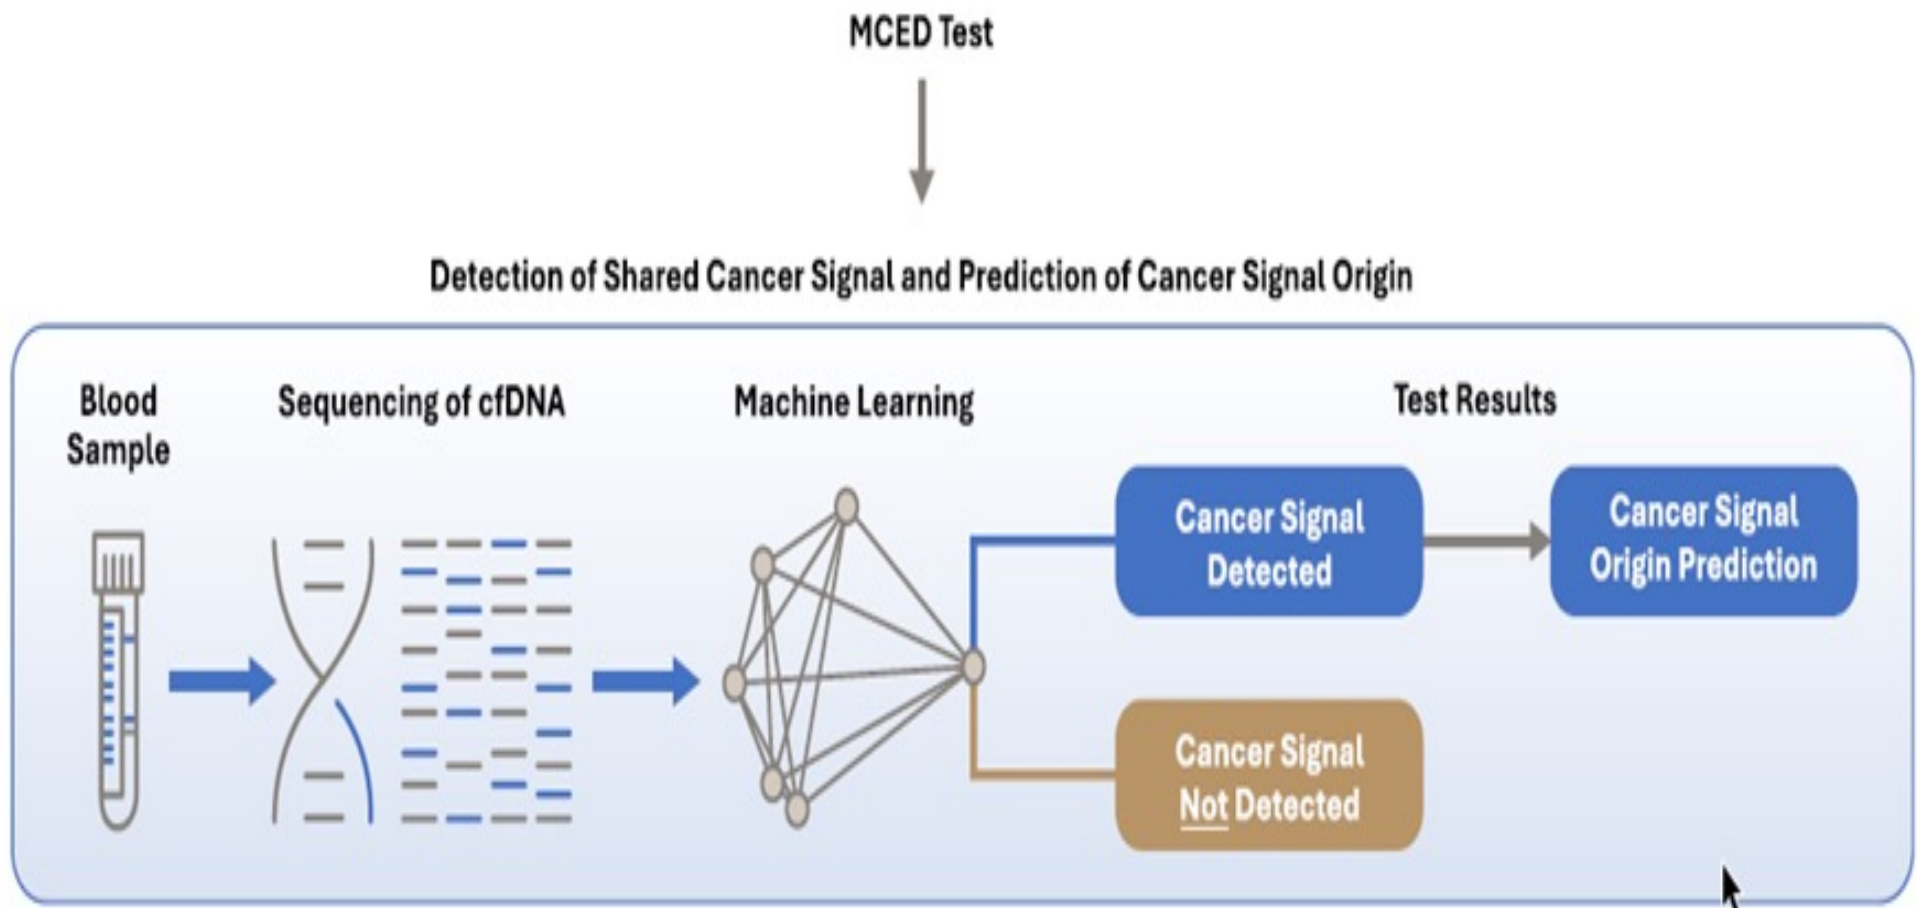 MCED Test
Detection of Shared Cancer Signal and Prediction of Cancer Signal Origin
Blood
Sample
Sequencing of cfDNA
Machine Learning
Test Results
Cancer Signal
Detected
Cancer Signal
Origin Prediction
Cancer Signal
Not Detected